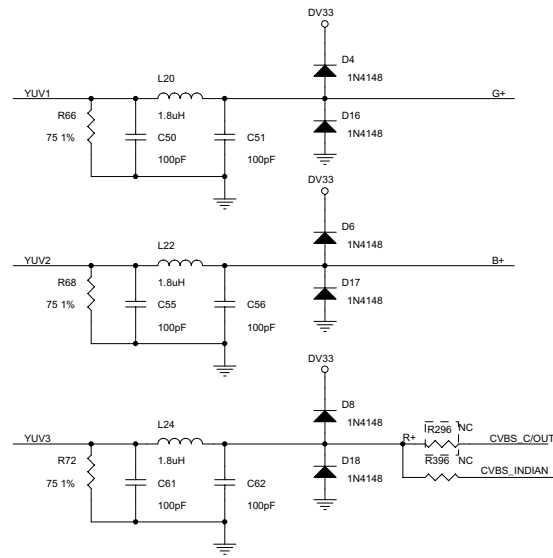 DV33
D4
1N4148
L20
YUV1
G+
R66
75 1%
1.8uH
C50
100pF
C51
100pF
D16
1N4148
DV33
D6
1N4148
L22
YUV2
B+
R68
75 1%
1.8uH
C55
100pF
C56
100pF
D17
1N4148
DV33
D8
1N4148
L24
YUV3
R+
R296
NC
CVBS_C/OUT
R72
75 1%
1.8uH
C61
100pF
C62
100pF
D18
1N4148
R396
NC
CVBS_INDIAN